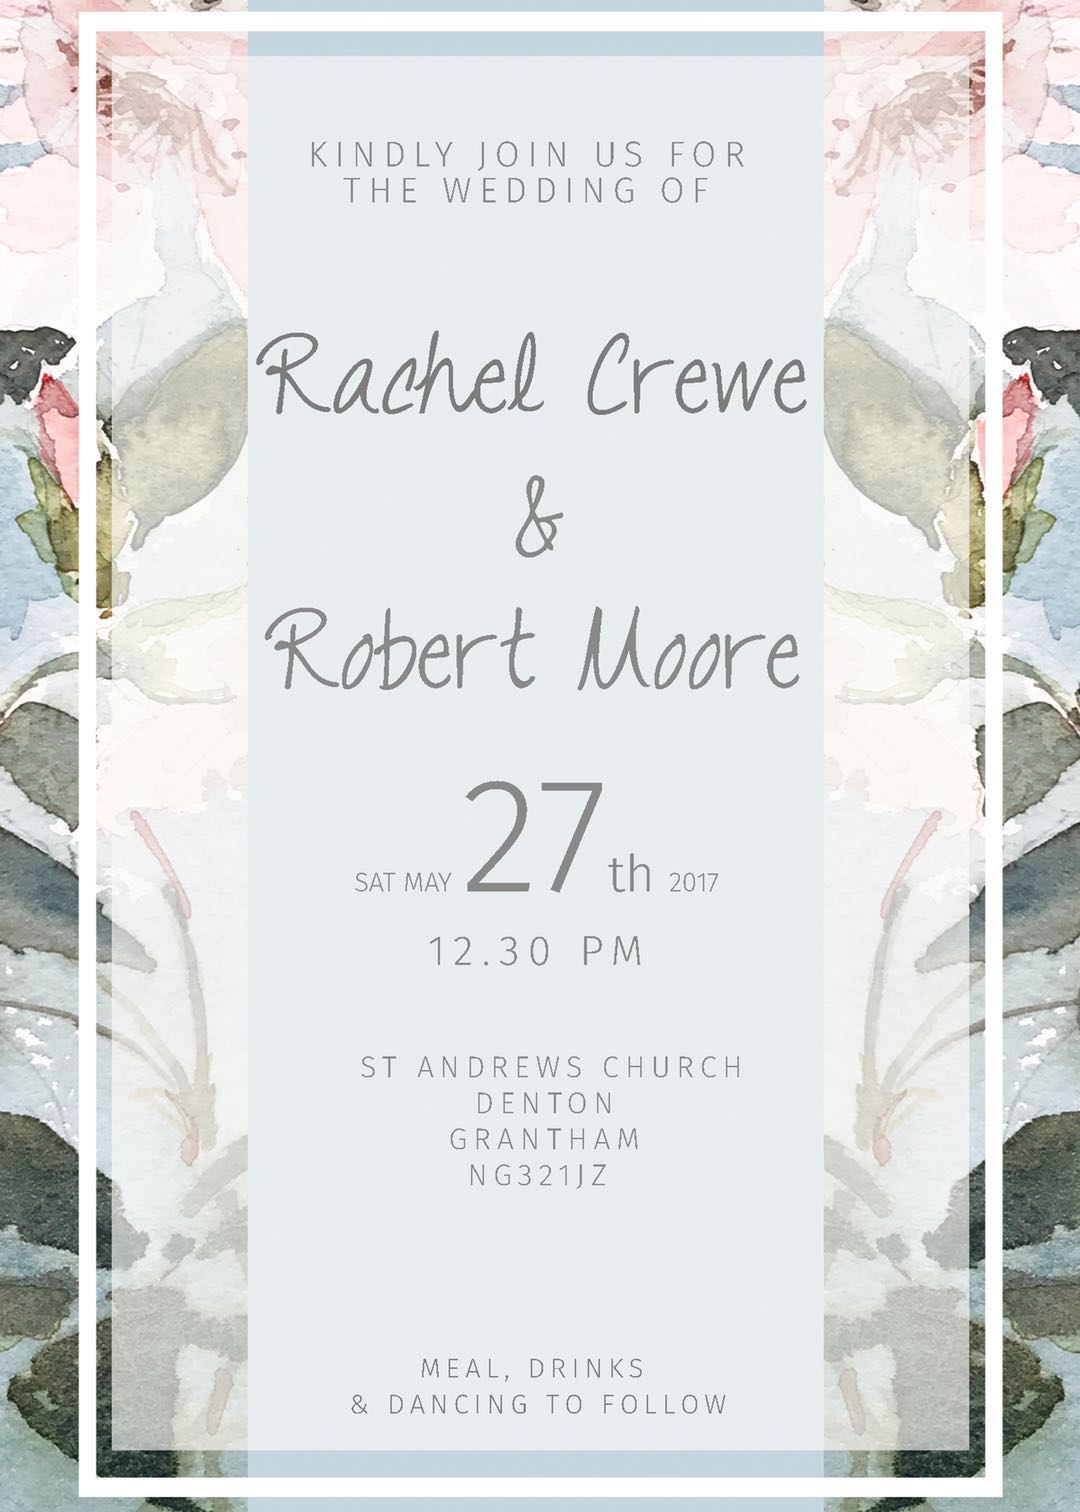 KINDLY JOIN US FOR
THE WEDDING OF
Rachel Crewe
&
Robert Moore
SAT MAY 27th 2017
12.30 PM
ST ANDREWS CHURCH
DENTON
GRANTHAM
NG321JZ
MEAL, DRINKS
& DANCING TO FOLLOW